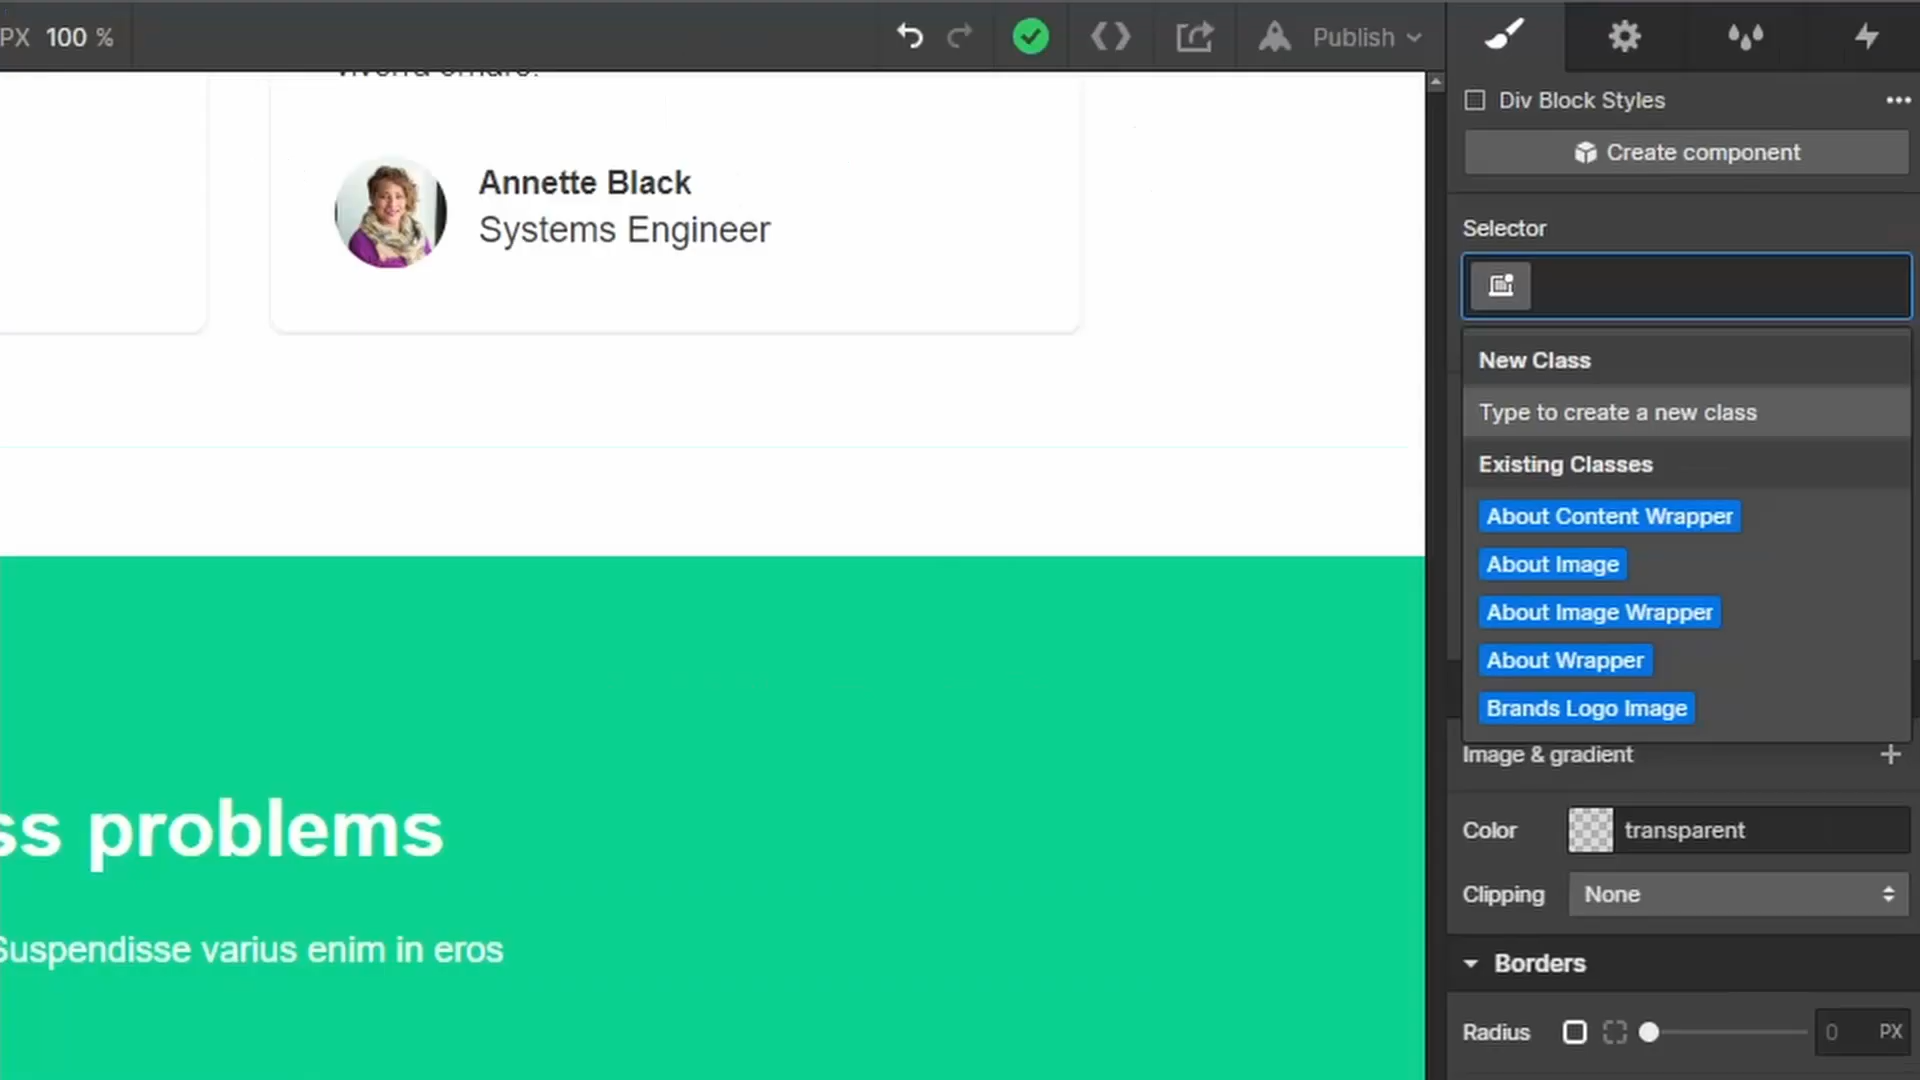 PX 100 %
Publish
Div Block Styles
Create component
Annette Black
Systems Engineer
Selector
New Class
Type to create a new class
Existing Classes
About Content Wrapper
About Image
About Image Wrapper
About Wrapper
Brands Logo Image
Image & gradient
ss problems
Color transparent
Clipping None
Suspendisse varius enim in eros
Borders
Radius 0 PX